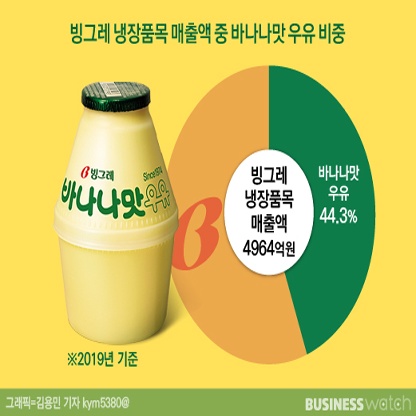 빙그레 냉장품목 매출액 중 바나나맛 우유 비중
빙그레
Since 1974
바나나맛우유
빙그레
냉장품목
매출액
4964억원
바나나맛
우유
44.3%
※2019년 기준
그래픽=김용민 기자 kym5380@
BUSINESS watch